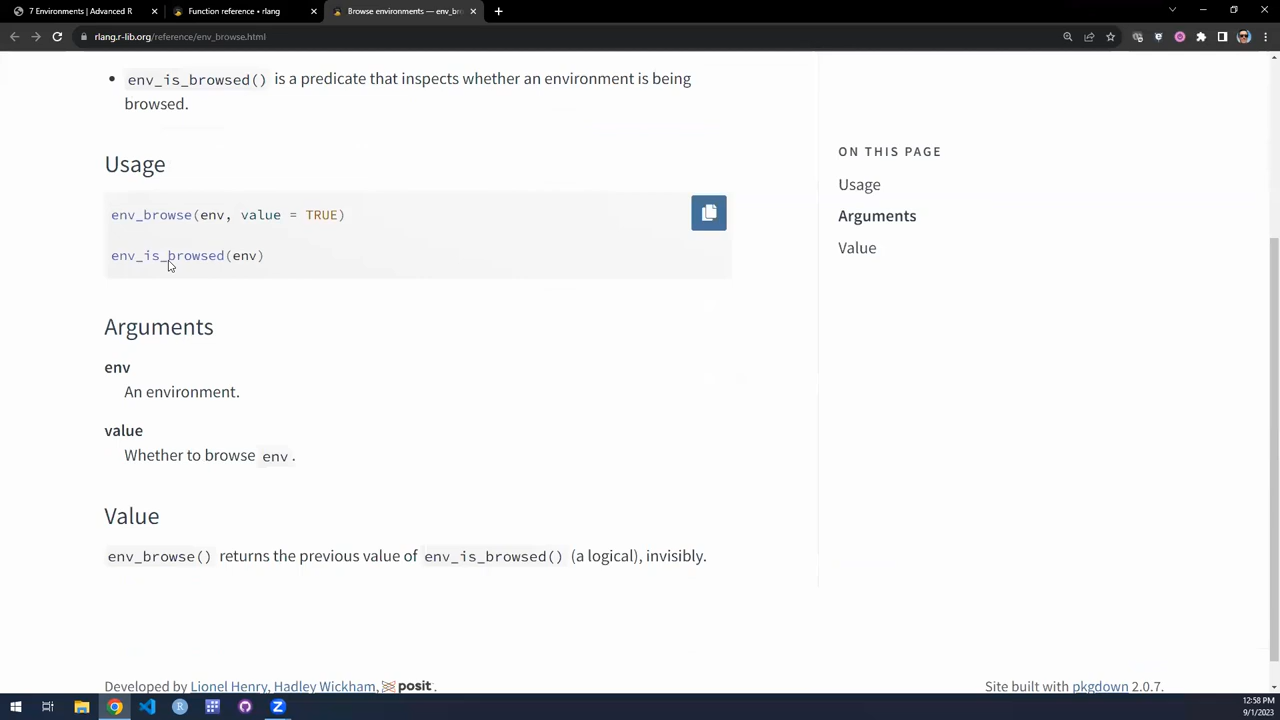 7 Environments | Advanced R
Function reference • rlang
Browse environments — env_bro
rlang.r-lib.org/reference/env_browse.html
• env_is_browsed() is a predicate that inspects whether an environment is being
browsed.
Usage
env_browse(env, value = TRUE)
env_is_browsed(env)
Arguments
env
An environment.
value
Whether to browse env.
Value
env_browse() returns the previous value of env_is_browsed() (a logical), invisibly.
ON THIS PAGE
Usage
Arguments
Value
Developed by Lionel Henry, Hadley Wickham, posit.
Site built with pkgdown 2.0.7.
12:58 PM
9/1/2023